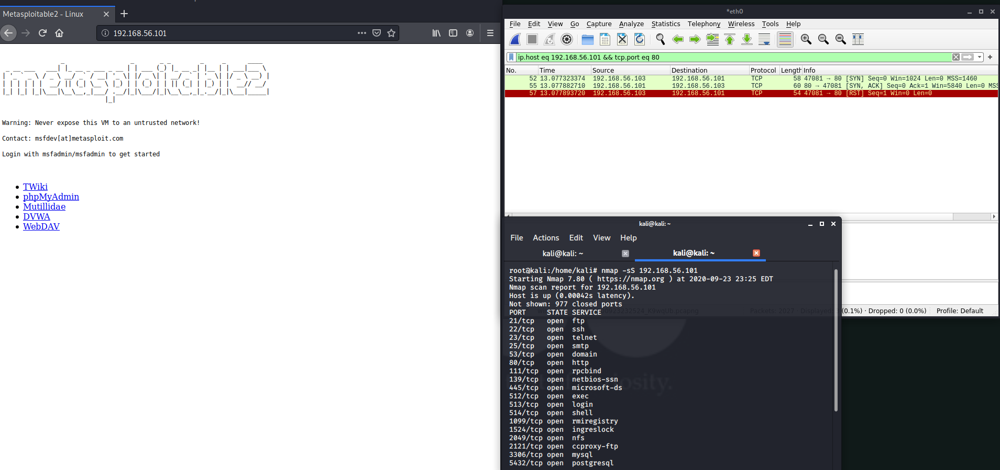 Metasploitable2 - Linux
192.168.56.101
metasploitable2
Warning: Never expose this VM to an untrusted network!
Contact: msfdev[at]metasploit.com
Login with msfadmin/msfadmin to get started
TWiki
phpMyAdmin
Mutillidae
DVWA
WebDAV
*eth0
File Edit View Go Capture Analyze Statistics Telephony Wireless Tools Help
ip.host eq 192.168.56.101 && tcp.port eq 80
No. Time Source Destination Protocol Length Info
52 13.077323374 192.168.56.103 192.168.56.101 TCP 58 47081 → 80 [SYN] Seq=0 Win=1024 Len=0 MSS=1460
55 13.077882710 192.168.56.101 192.168.56.103 TCP 60 80 → 47081 [SYN, ACK] Seq=0 Ack=1 Win=5840 Len=0 MSS
57 13.077893720 192.168.56.103 192.168.56.101 TCP 54 47081 → 80 [RST] Seq=1 Win=0 Len=0
kali@kali: ~
File Actions Edit View Help
kali@kali: ~ kali@kali: ~
root@kali:/home/kali# nmap -sS 192.168.56.101
Starting Nmap 7.80 ( https://nmap.org ) at 2020-09-23 23:25 EDT
Nmap scan report for 192.168.56.101
Host is up (0.00042s latency).
Not shown: 977 closed ports
PORT STATE SERVICE
21/tcp open ftp
22/tcp open ssh
23/tcp open telnet
25/tcp open smtp
53/tcp open domain
80/tcp open http
111/tcp open rpcbind
139/tcp open netbios-ssn
445/tcp open microsoft-ds
512/tcp open exec
513/tcp open login
514/tcp open shell
1099/tcp open rmiregistry
1524/tcp open ingreslock
2049/tcp open nfs
2121/tcp open ccproxy-ftp
3306/tcp open mysql
5432/tcp open postgresql
Packets: 2027 Displayed: (0.1%) · Dropped: 0 (0.0%) Profile: Default